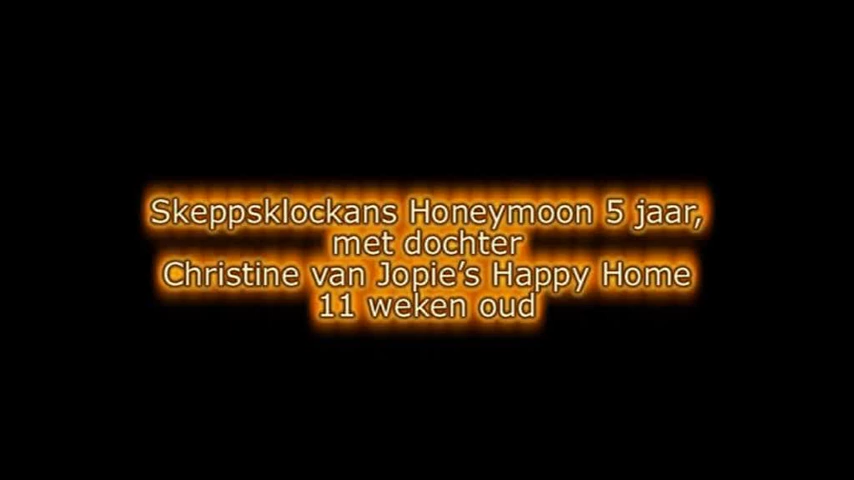 Skeppsklockans Honeymoon 5 jaar,
met dochter
Christine van Jopie’s Happy Home
11 weken oud